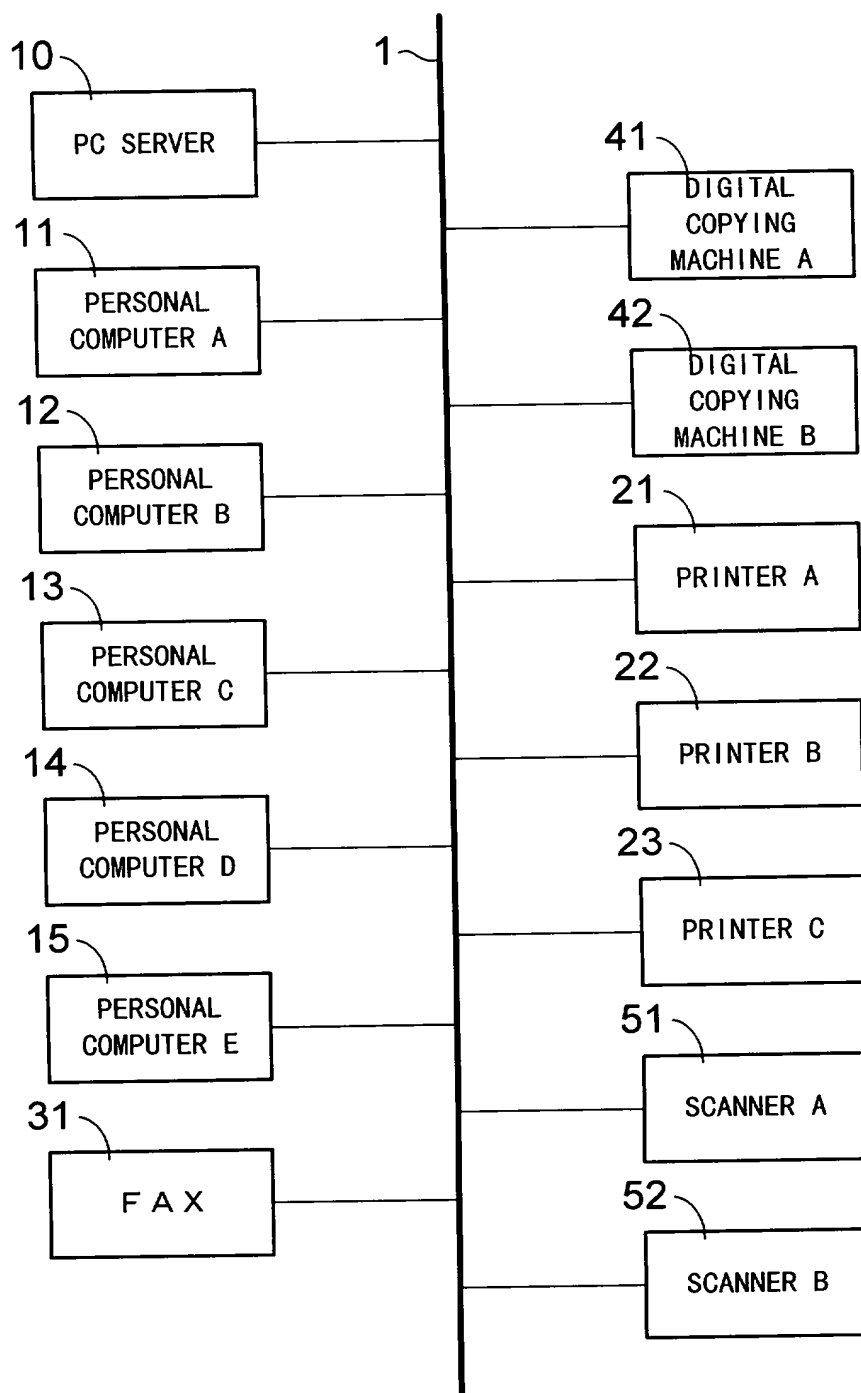 10
PC SERVER
11
PERSONAL
COMPUTER A
12
PERSONAL
COMPUTER B
13
PERSONAL
COMPUTER C
14
PERSONAL
COMPUTER D
15
PERSONAL
COMPUTER E
31
FAX
1
41
DIGITAL
COPYING
MACHINE A
42
DIGITAL
COPYING
MACHINE B
21
PRINTER A
22
PRINTER B
23
PRINTER C
51
SCANNER A
52
SCANNER B